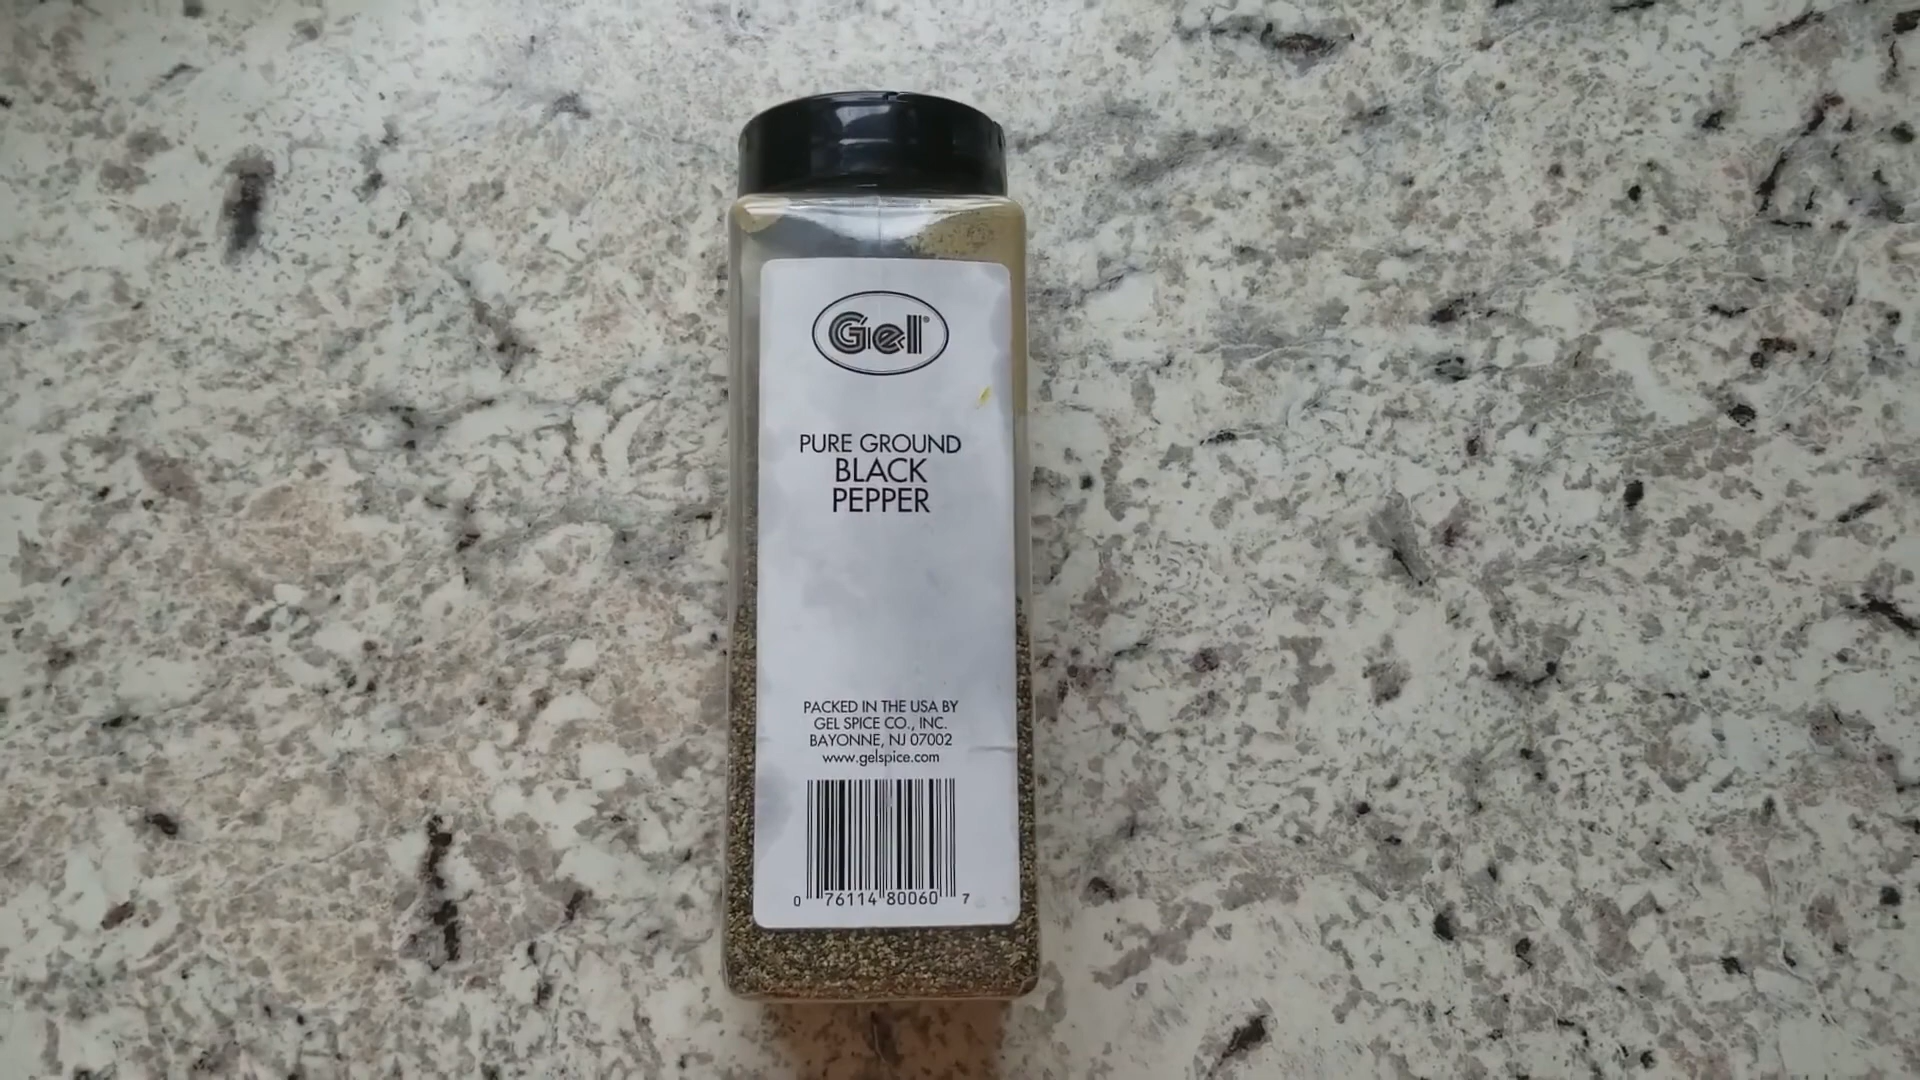 Gel®
PURE GROUND
BLACK
PEPPER
PACKED IN THE USA BY
GEL SPICE CO., INC.
BAYONNE, NJ 07002
www.gelspice.com
0 76114 80060 7